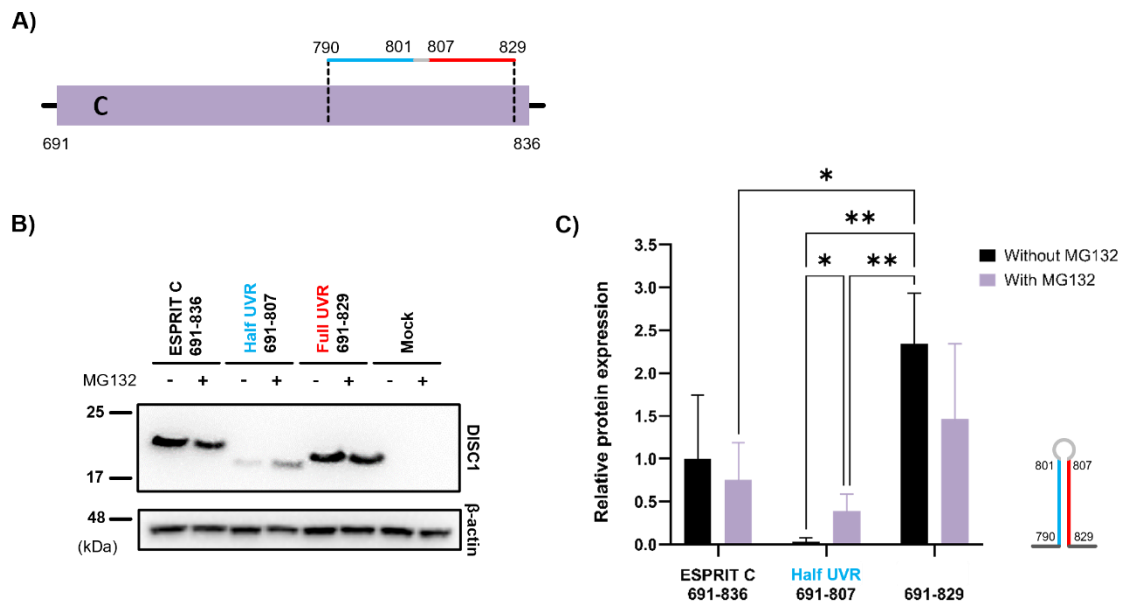 A)
790 801 807 829
C
691 836
B)
ESPRIT C
691-836
Half UVR
691-807
Full UVR
691-829
Mock
MG132 - + - + - + - +
25
17
DISC1
48
(kDa)
β-actin
C)
* 
**
* **
Relative protein expression
3.5
3.0
2.5
2.0
1.5
1.0
0.5
0.0
Without MG132
With MG132
ESPRIT C
691-836
Half UVR
691-807
691-829
801 807
790 829